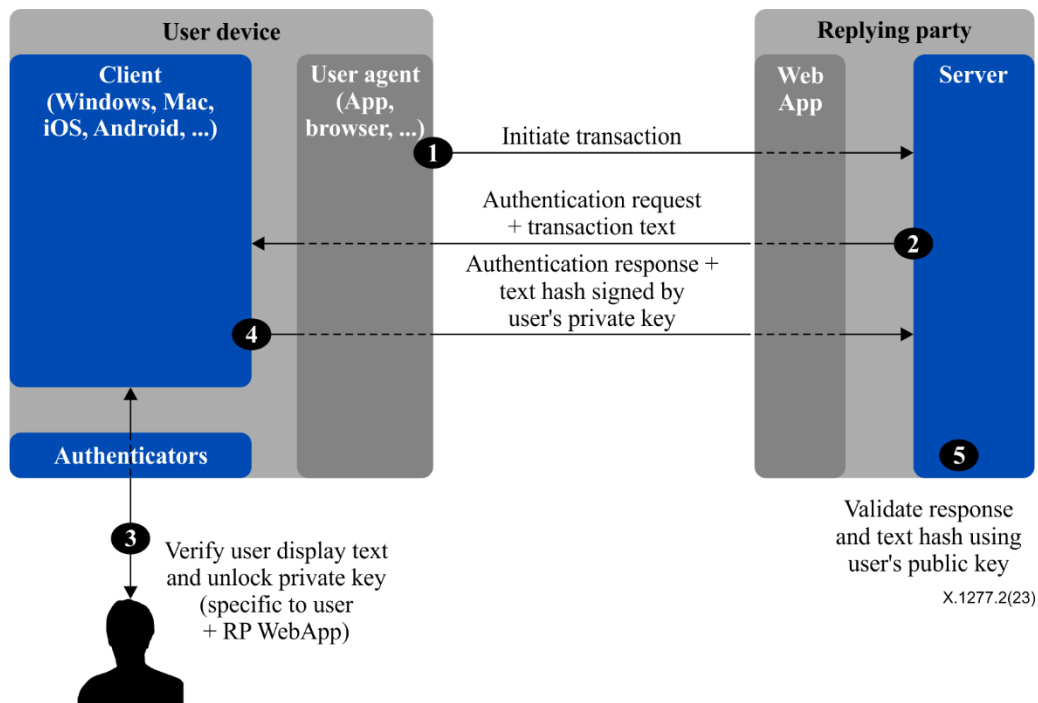 User device
Replying party
Client
(Windows, Mac,
iOS, Android, ...)
User agent
(App,
browser, ...)
Web
App
Server
1
Initiate transaction
Authentication request
+ transaction text
2
Authentication response +
text hash signed by
user's private key
4
Authenticators
5
3
Verify user display text
and unlock private key
(specific to user
+ RP WebApp)
Validate response
and text hash using
user's public key
X.1277.2(23)